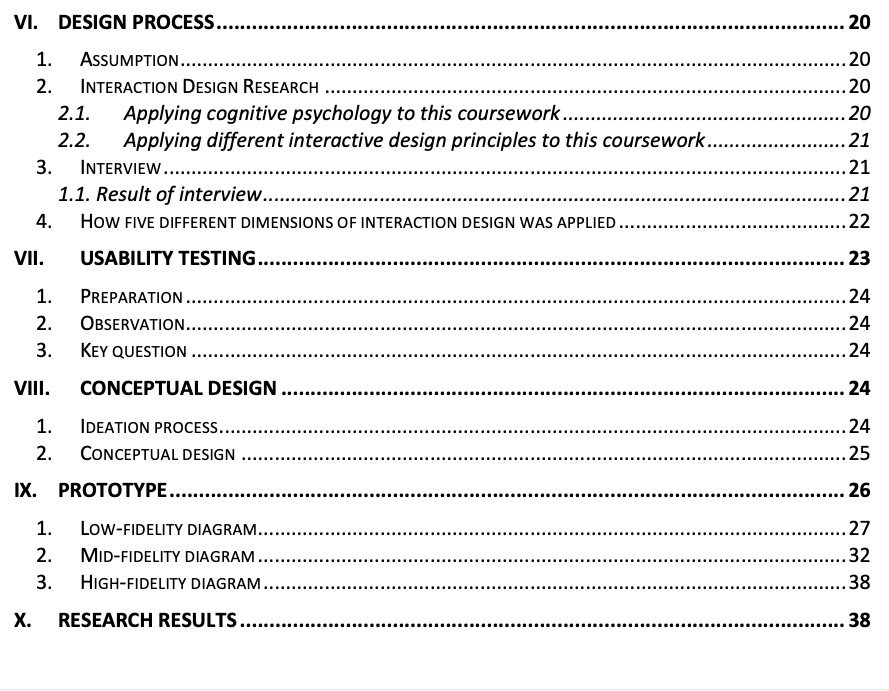 VI. DESIGN PROCESS........................................................................................................ 20
1. Assumption........................................................................................................20
2. Interaction Design Research ........................................................................................20
2.1. Applying cognitive psychology to this coursework.............................................20
2.2. Applying different interactive design principles to this coursework......................21
3. Interview........................................................................................................21
1.1. Result of interview........................................................................................21
4. How five different dimensions of interaction design was applied ....................................22
VII. USABILITY TESTING........................................................................................ 23
1. Preparation ........................................................................................................24
2. Observation........................................................................................................24
3. Key question ........................................................................................................24
VIII. CONCEPTUAL DESIGN ........................................................................................ 24
1. Ideation process........................................................................................................24
2. Conceptual design ........................................................................................................25
IX. PROTOTYPE........................................................................................................ 26
1. Low-fidelity diagram........................................................................................27
2. Mid-fidelity diagram ........................................................................................32
3. High-fidelity diagram ........................................................................................38
X. RESEARCH RESULTS ........................................................................................ 38